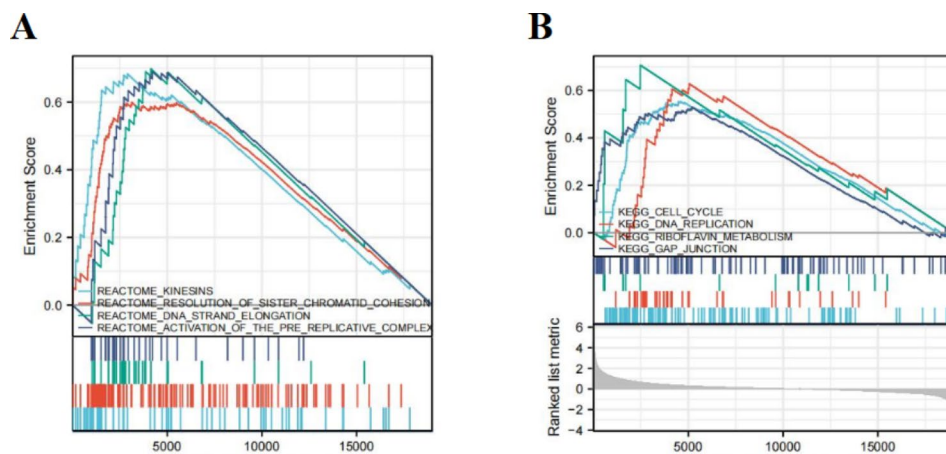 A
Enrichment Score
0.6
0.4
0.2
0.0
REACTOME_KINESINS
REACTOME_RESOLUTION_OF_SISTER_CHROMATID_COHESION
REACTOME_DNA_STRAND_ELONGATION
REACTOME_ACTIVATION_OF_THE_PRE_REPLICATIVE_COMPLEX
5000 10000 15000
B
Enrichment Score
0.6
0.4
0.2
0.0
KEGG_CELL_CYCLE
KEGG_DNA_REPLICATION
KEGG_RIBOFLAVIN_METABOLISM
KEGG_GAP_JUNCTION
Ranked list metric
6
4
2
0
−2
−4
5000 10000 15000